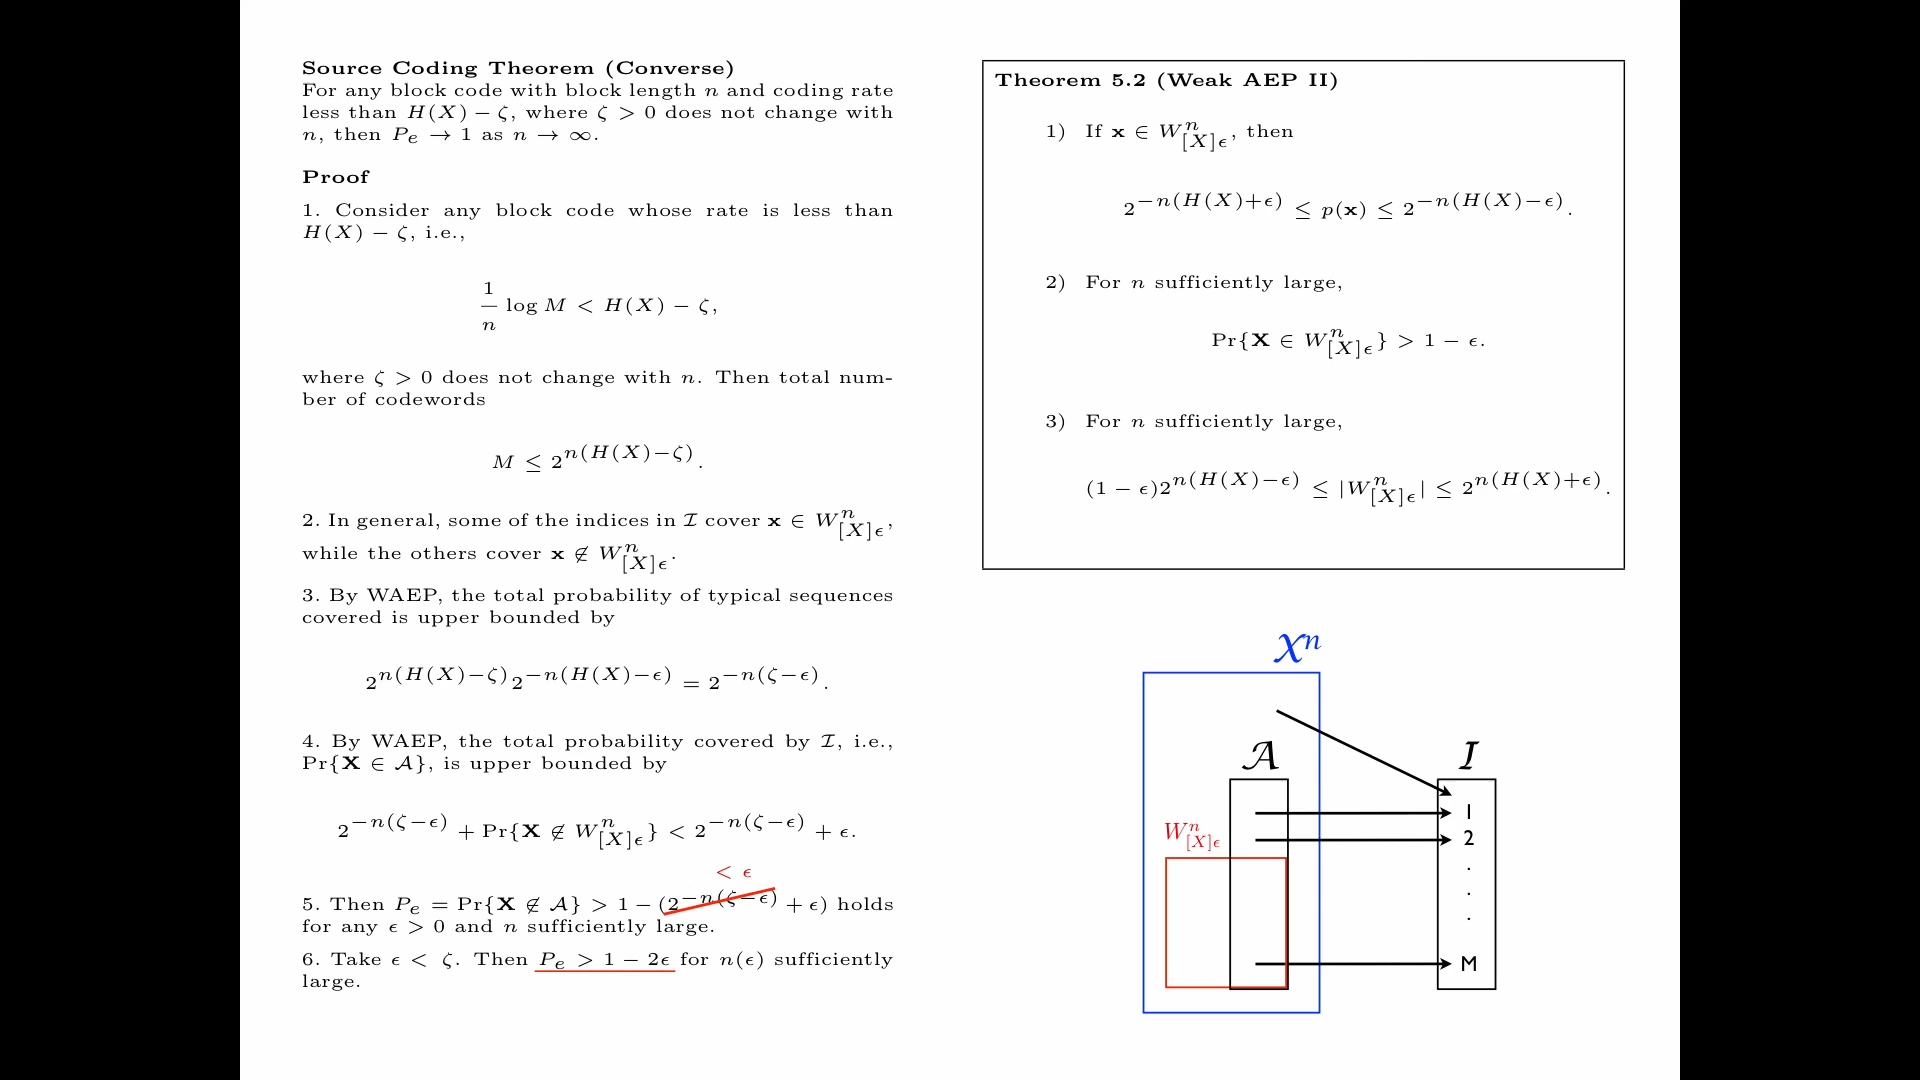 Source Coding Theorem (Converse)
For any block code with block length n and coding rate
less than H(X) − ζ, where ζ > 0 does not change with
n, then P_e → 1 as n → ∞.
Proof
1. Consider any block code whose rate is less than
H(X) − ζ, i.e.,
\frac{1}{n} log M < H(X) − ζ,
where ζ > 0 does not change with n. Then total num-
ber of codewords
M ≤ 2^{n(H(X)−ζ)}.
2. In general, some of the indices in ℐ cover x ∈ W^n_{[X]ϵ},
while the others cover x ∉ W^n_{[X]ϵ}.
3. By WAEP, the total probability of typical sequences
covered is upper bounded by
2^{n(H(X)−ζ)} 2^{−n(H(X)−ϵ)} = 2^{−n(ζ−ϵ)}.
4. By WAEP, the total probability covered by ℐ, i.e.,
Pr{X ∈ 𝒜}, is upper bounded by
2^{−n(ζ−ϵ)} + Pr{X ∉ W^n_{[X]ϵ}} < 2^{−n(ζ−ϵ)} + ϵ.
< ϵ
5. Then P_e = Pr{X ∉ 𝒜} > 1 − (2^{−n(ζ−ϵ)} + ϵ) holds
for any ϵ > 0 and n sufficiently large.
6. Take ϵ < ζ. Then P_e > 1 − 2ϵ for n(ϵ) sufficiently
large.
Theorem 5.2 (Weak AEP II)
1) If x ∈ W^n_{[X]ϵ}, then
2^{−n(H(X)+ϵ)} ≤ p(x) ≤ 2^{−n(H(X)−ϵ)}.
2) For n sufficiently large,
Pr{X ∈ W^n_{[X]ϵ}} > 1 − ϵ.
3) For n sufficiently large,
(1 − ϵ)2^{n(H(X)−ϵ)} ≤ |W^n_{[X]ϵ}| ≤ 2^{n(H(X)+ϵ)}.
𝒳^n
𝒜
ℐ
1
W^n_{[X]ϵ}
2
.
.
.
M